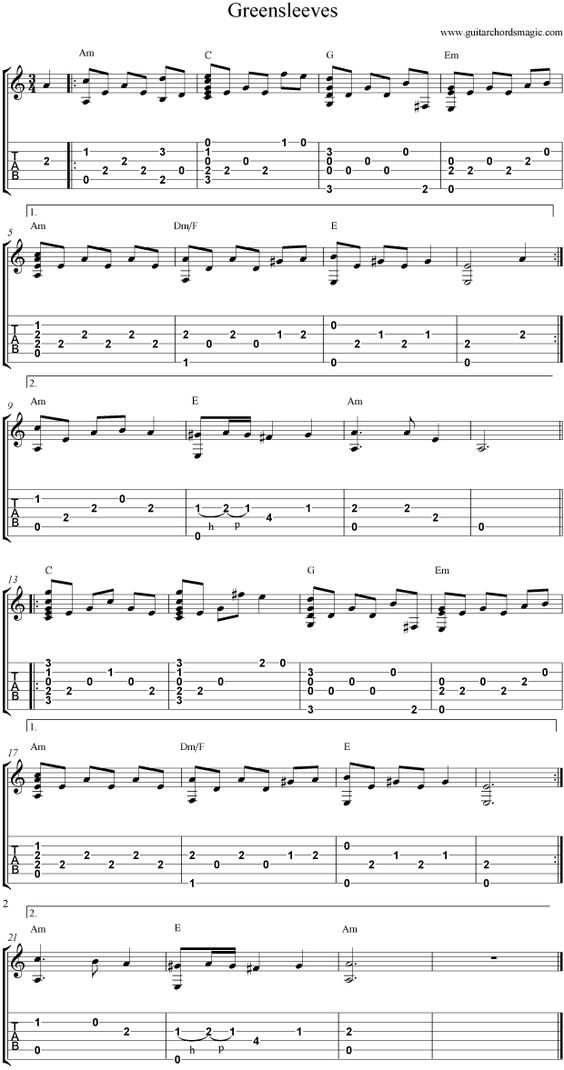 Greensleeves
www.guitarchordsmagic.com
Am C G Em
3
4
T A B
0 1 0
1 3 1 3 0 0
2 2 0 0 0 0 0 0 2
2 2 0 2 2 2 0 0 0 2 2 2
0 2 3
3 2 0
1.
5 Am Dm/F E
T A B
1 0
2 2 2 2 2 1 2 1 1 2
2 2 2 0 0 2 2 2
0
1 0 0
2.
9 Am E Am
T A B
1 0
2 2 1 2 1 1 2 2
2 4 2
h p
0 0 0
0
13 C G Em
T A B
3 3 2 0
1 1 1 3 0 0
0 0 0 0 0 0 0 0 0 2
2 2 2 2 2 0 0 0 2 2 2
3 3
3 2 0
1.
17 Am Dm/F E
T A B
1 0
2 2 2 2 2 1 2 1 1
2 2 2 0 0 2 2 2
0
1 0 0
2
2.
21 Am E Am
T A B
1 0
2 1 2 1 1 2
4
h p
0 0
0